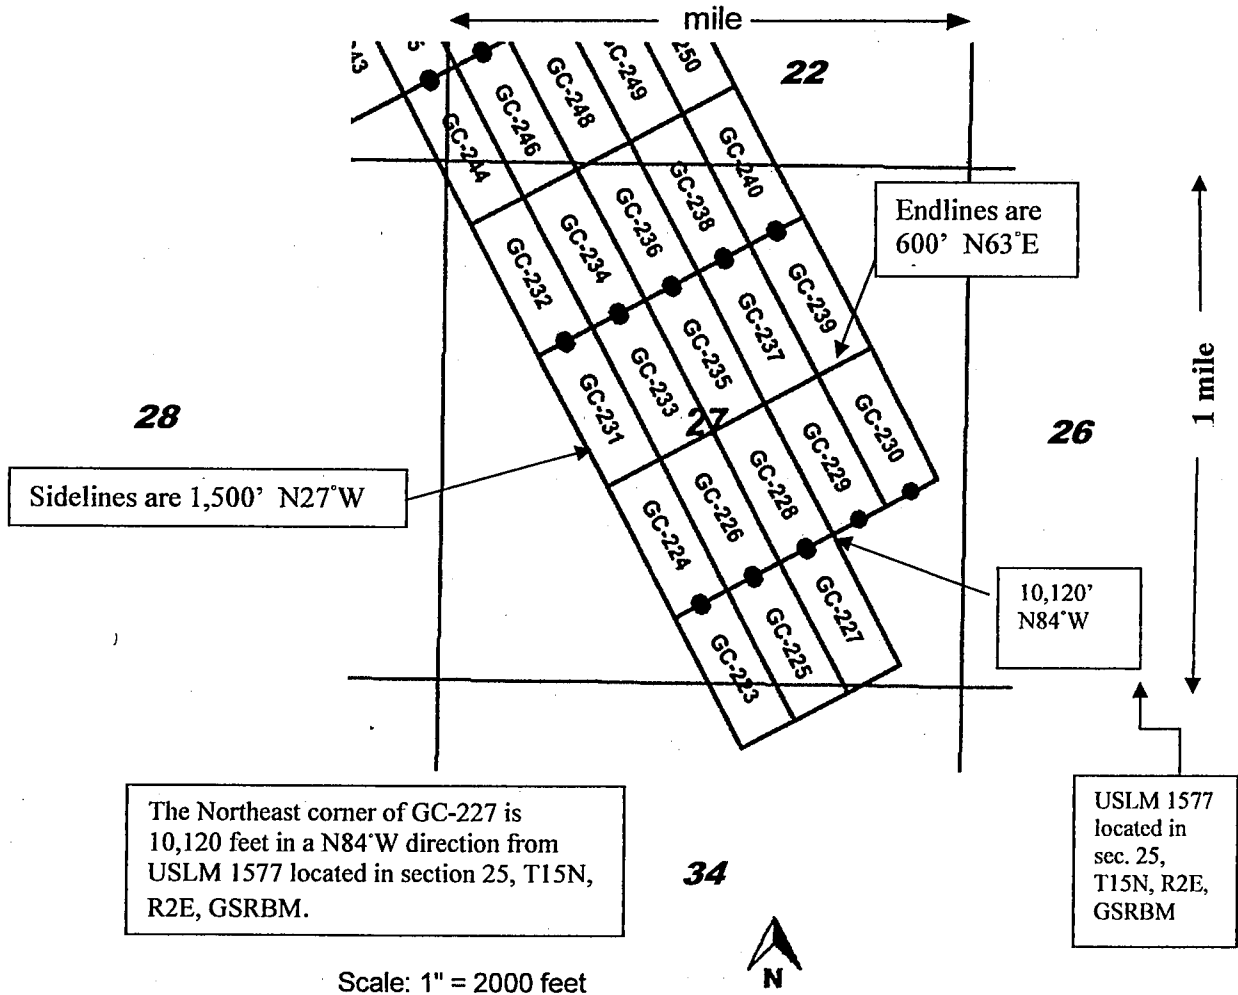 mile
22
A3
5
GC-244
GC-246
GC-248
GC-249
250
GC-232
GC-234
GC-236
GC-238
GC-240
Endlines are
600’ N63°E
GC-231
GC-233
GC-235
GC-237
GC-239
1 mile
28
27
26
Sidelines are 1,500’ N27°W
GC-224
GC-226
GC-228
GC-229
GC-230
10,120’
N84°W
GC-223
GC-225
GC-227
The Northeast corner of GC-227 is
10,120 feet in a N84°W direction from
USLM 1577 located in section 25, T15N,
R2E, GSRBM.
34
USLM 1577
located in
sec. 25,
T15N, R2E,
GSRBM
N
Scale: 1" = 2000 feet